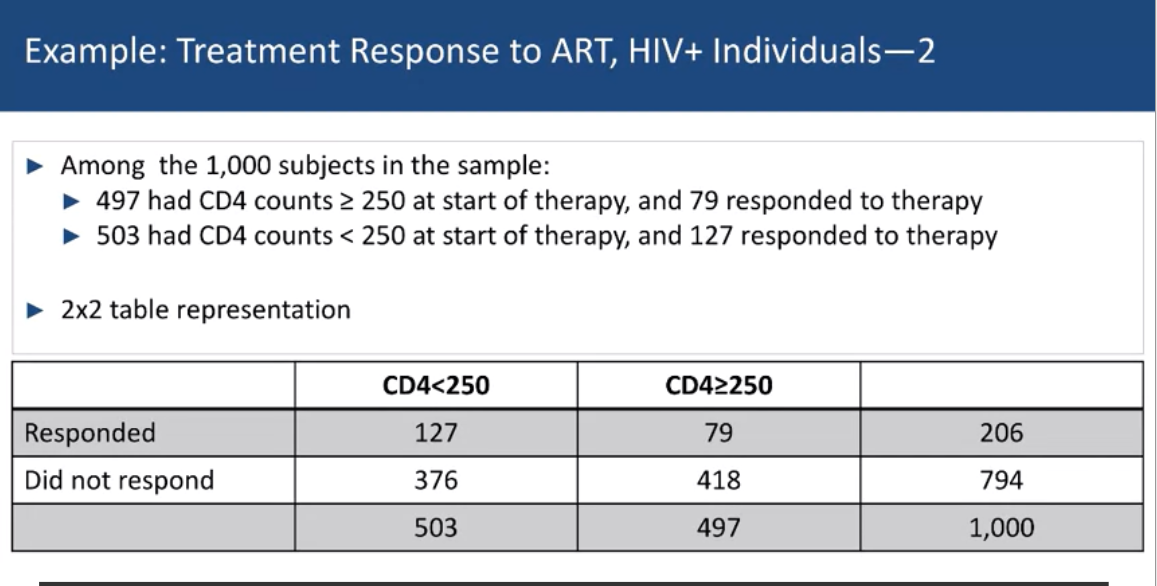 Example: Treatment Response to ART, HIV+ Individuals—2
► Among the 1,000 subjects in the sample:
► 497 had CD4 counts ≥ 250 at start of therapy, and 79 responded to therapy
► 503 had CD4 counts < 250 at start of therapy, and 127 responded to therapy
► 2x2 table representation
CD4<250 CD4≥250
Responded 127 79 206
Did not respond 376 418 794
503 497 1,000